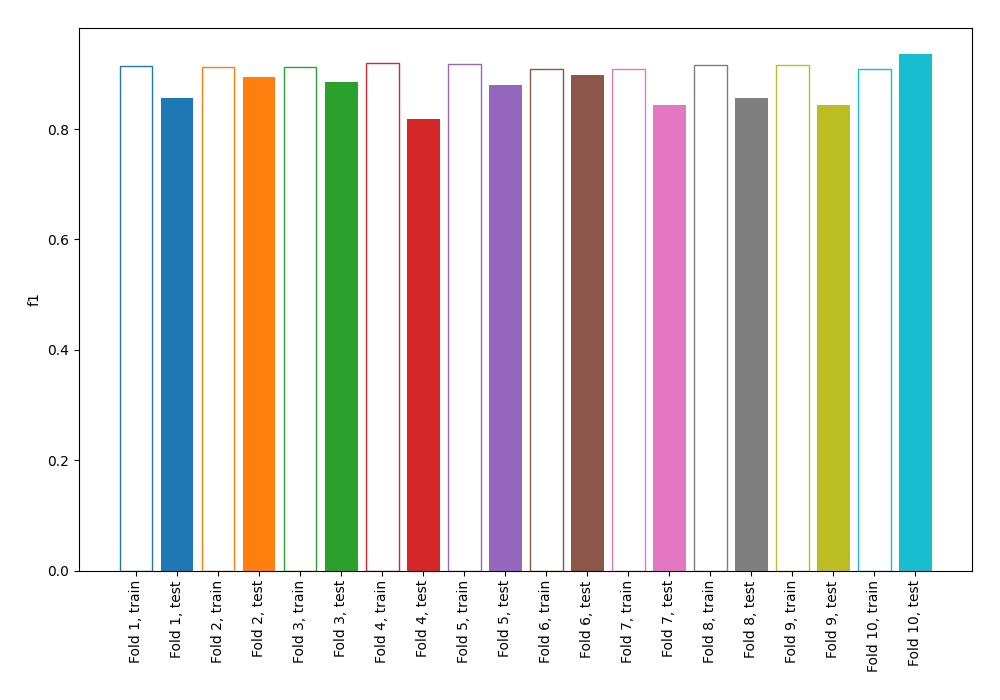 f1
0.8
0.6
0.4
0.2
0.0
Fold 1, train
Fold 1, test
Fold 2, train
Fold 2, test
Fold 3, train
Fold 3, test
Fold 4, train
Fold 4, test
Fold 5, train
Fold 5, test
Fold 6, train
Fold 6, test
Fold 7, train
Fold 7, test
Fold 8, train
Fold 8, test
Fold 9, train
Fold 9, test
Fold 10, train
Fold 10, test